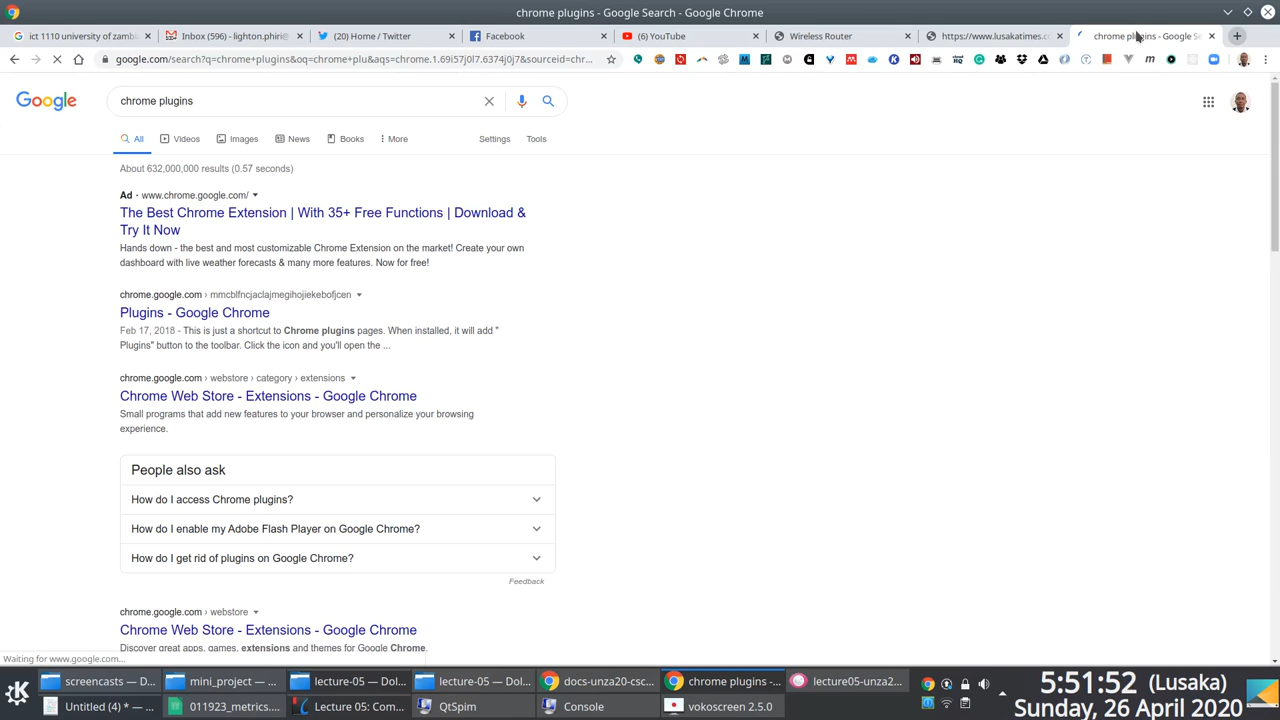 chrome plugins - Google Search - Google Chrome
ict 1110 university of zamb
Inbox (596) - lighton.phiri
(20) Home / Twitter
Facebook
(6) YouTube
Wireless Router
https://www.lusakatimes.c
chrome plugins - Google Se
google.com/search?q=chrome+plugins&oq=chrome+plu&aqs=chrome.1.69i57j0l7.6374j0j7&sourceid=chr...
Google
chrome plugins
All
Videos
Images
News
Books
More
Settings
Tools
About 632,000,000 results (0.57 seconds)
Ad · www.chrome.google.com/
The Best Chrome Extension | With 35+ Free Functions | Download &
Try It Now
Hands down - the best and most customizable Chrome Extension on the market! Create your own
dashboard with live weather forecasts & many more features. Now for free!
chrome.google.com › mmcblfncjaclajmegihojiekebofjcen
Plugins - Google Chrome
Feb 17, 2018 - This is just a shortcut to Chrome plugins pages. When installed, it will add "
Plugins" button to the toolbar. Click the icon and you'll open the ...
chrome.google.com › webstore › category › extensions
Chrome Web Store - Extensions - Google Chrome
Small programs that add new features to your browser and personalize your browsing
experience.
People also ask
How do I access Chrome plugins?
How do I enable my Adobe Flash Player on Google Chrome?
How do I get rid of plugins on Google Chrome?
Feedback
chrome.google.com › webstore
Chrome Web Store - Extensions - Google Chrome
Discover great apps, games, extensions and themes for Google Chrome.
Waiting for www.google.com...
screencasts — D...
mini_project — ...
lecture-05 — Dol...
lecture-05 — Dol...
docs-unza20-csc...
chrome plugins -...
lecture05-unza2...
Untitled (4) * — ...
011923_metrics...
Lecture 05: Com...
QtSpim
Console
vokoscreen 2.5.0
5:51:52 (Lusaka)
Sunday, 26 April 2020